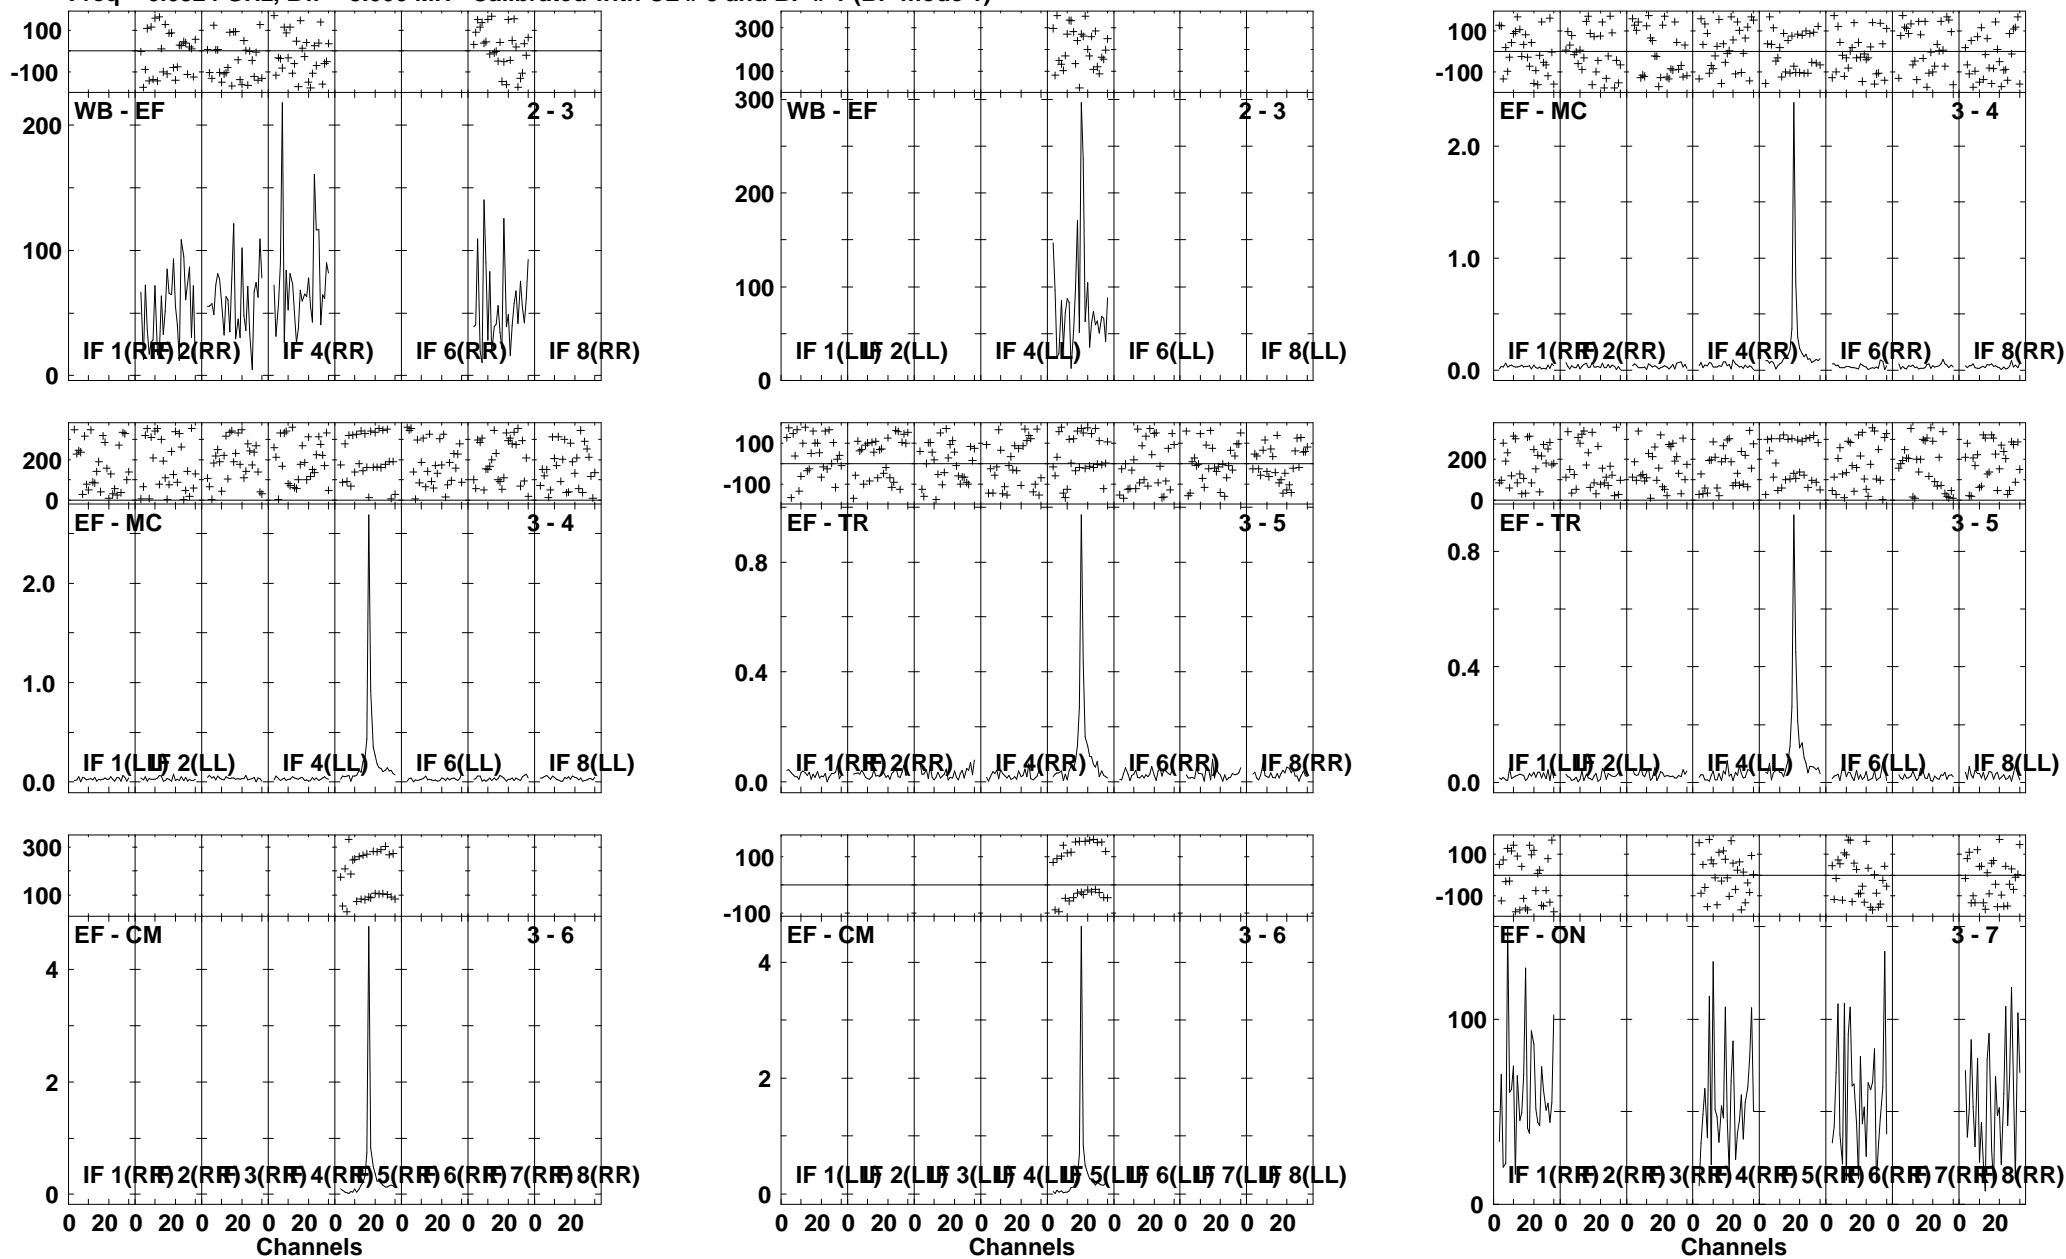 100
-100
WB - EF 2 - 3
200
100
0
IF 1(RR) IF 2(RR) IF 4(RR) IF 6(RR) IF 8(RR)
300
100
WB - EF 2 - 3
300
200
100
0
IF 1(LL) IF 2(LL) IF 4(LL) IF 6(LL) IF 8(LL)
100
-100
EF - MC 3 - 4
2.0
1.0
0.0
IF 1(RR) IF 2(RR) IF 4(RR) IF 6(RR) IF 8(RR)
200
0
EF - MC 3 - 4
2.0
1.0
0.0
IF 1(LL) IF 2(LL) IF 4(LL) IF 6(LL) IF 8(LL)
100
-100
EF - TR 3 - 5
0.8
0.4
0.0
IF 1(RR) IF 2(RR) IF 4(RR) IF 6(RR) IF 8(RR)
200
0
EF - TR 3 - 5
0.8
0.4
0.0
IF 1(LL) IF 2(LL) IF 4(LL) IF 6(LL) IF 8(LL)
300
100
EF - CM 3 - 6
4
2
0
IF 1(RR) IF 2(RR) IF 3(RR) IF 4(RR) IF 5(RR) IF 6(RR) IF 7(RR) IF 8(RR)
0 20 0 20 0 20 0 20 0 20 0 20 0 20 0 20
Channels
100
-100
EF - CM 3 - 6
4
2
0
IF 1(LL) IF 2(LL) IF 3(LL) IF 4(LL) IF 5(LL) IF 6(LL) IF 7(LL) IF 8(LL)
0 20 0 20 0 20 0 20 0 20 0 20 0 20 0 20
Channels
100
-100
EF - ON 3 - 7
100
0
IF 1(RR) IF 2(RR) IF 3(RR) IF 4(RR) IF 5(RR) IF 6(RR) IF 7(RR) IF 8(RR)
0 20 0 20 0 20 0 20 0 20 0 20 0 20 0 20
Channels